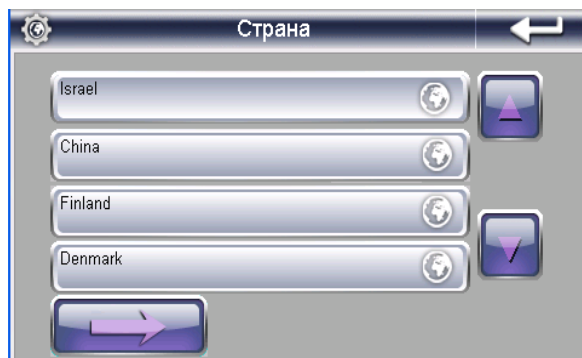 Страна
Israel
China
Finland
Denmark